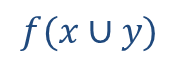 f(x ∪ y)